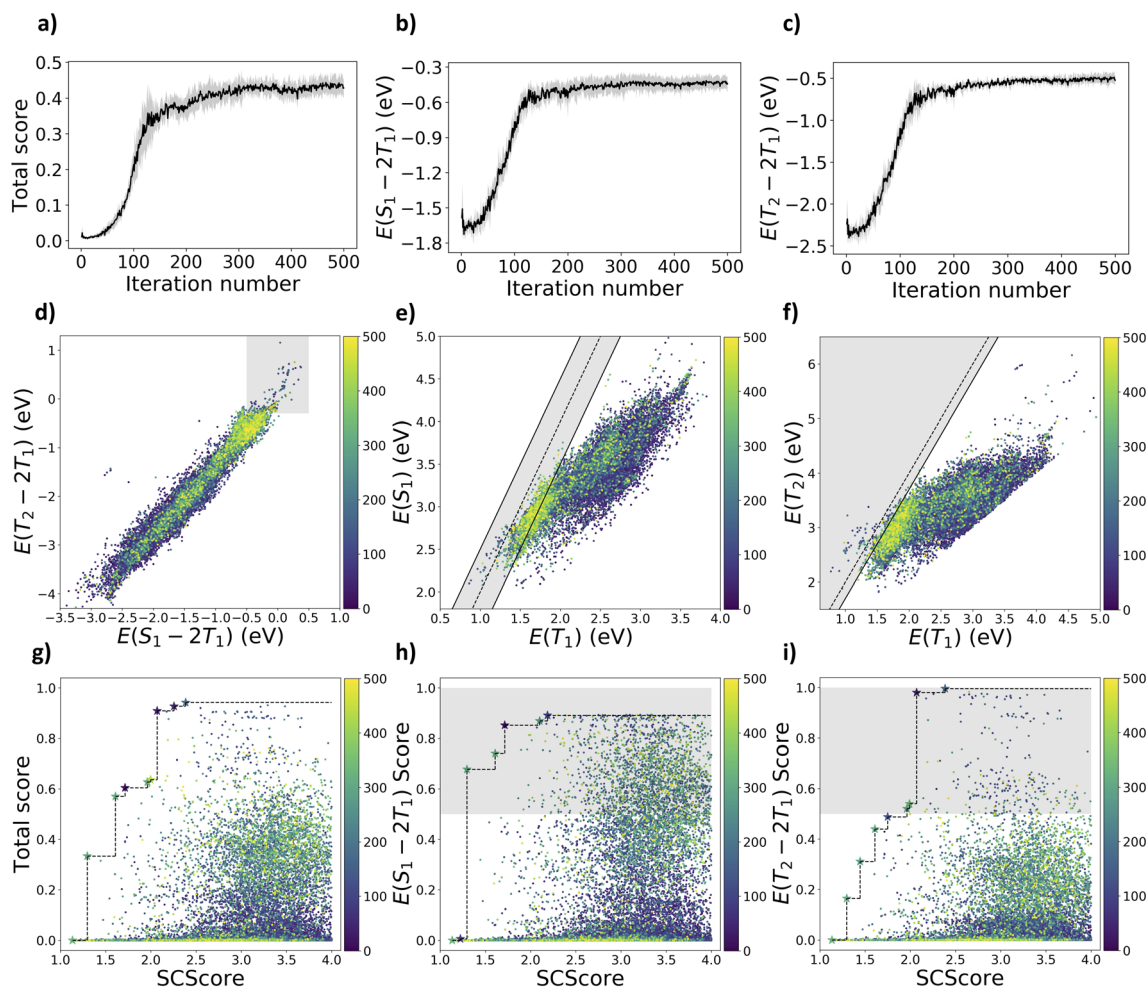 a)
b)
c)
Total score
0.5
0.4
0.3
0.2
0.1
0.0
0 100 200 300 400 500
Iteration number
E(S₁ − 2T₁) (eV)
−0.3
−0.6
−0.9
−1.2
−1.5
−1.8
0 100 200 300 400 500
Iteration number
E(T₂ − 2T₁) (eV)
−0.5
−1.0
−1.5
−2.0
−2.5
0 100 200 300 400 500
Iteration number
d)
e)
f)
E(T₂ − 2T₁) (eV)
1
0
−1
−2
−3
−4
−3.5 −3.0 −2.5 −2.0 −1.5 −1.0 −0.5 0.0 0.5 1.0
E(S₁ − 2T₁) (eV)
500
400
300
200
100
0
E(S₁) (eV)
5.0
4.5
4.0
3.5
3.0
2.5
2.0
0.5 1.0 1.5 2.0 2.5 3.0 3.5 4.0
E(T₁) (eV)
500
400
300
200
100
0
E(T₂) (eV)
6
5
4
3
2
1.0 1.5 2.0 2.5 3.0 3.5 4.0 4.5 5.0
E(T₁) (eV)
500
400
300
200
100
0
g)
h)
i)
Total score
1.0
0.8
0.6
0.4
0.2
0.0
1.0 1.5 2.0 2.5 3.0 3.5 4.0
SCScore
500
400
300
200
100
0
E(S₁ − 2T₁) Score
1.0
0.8
0.6
0.4
0.2
0.0
1.0 1.5 2.0 2.5 3.0 3.5 4.0
SCScore
500
400
300
200
100
0
E(T₂ − 2T₁) Score
1.0
0.8
0.6
0.4
0.2
0.0
1.0 1.5 2.0 2.5 3.0 3.5 4.0
SCScore
500
400
300
200
100
0